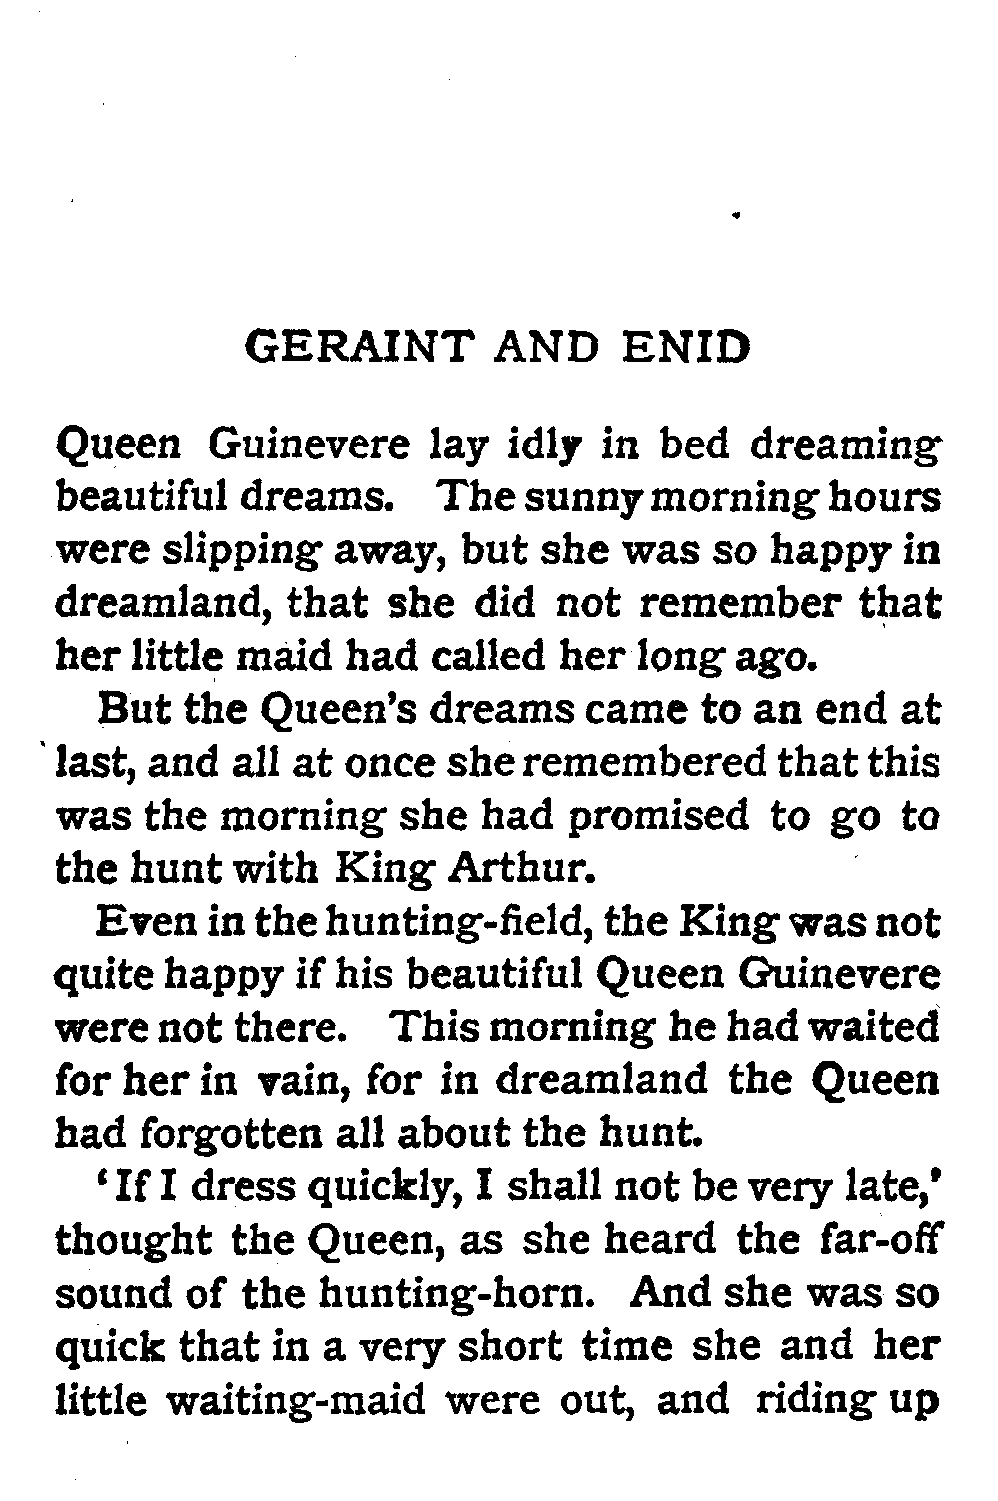 GERAINT AND ENID
Queen Guinevere lay idly in bed dreaming
beautiful dreams. The sunny morning hours
were slipping away, but she was so happy in
dreamland, that she did not remember that
her little maid had called her long ago.
But the Queen's dreams came to an end at
last, and all at once she remembered that this
was the morning she had promised to go to
the hunt with King Arthur.
Even in the hunting-field, the King was not
quite happy if his beautiful Queen Guinevere
were not there. This morning he had waited
for her in vain, for in dreamland the Queen
had forgotten all about the hunt.
'If I dress quickly, I shall not be very late,'
thought the Queen, as she heard the far-off
sound of the hunting-horn. And she was so
quick that in a very short time she and her
little waiting-maid were out, and riding up